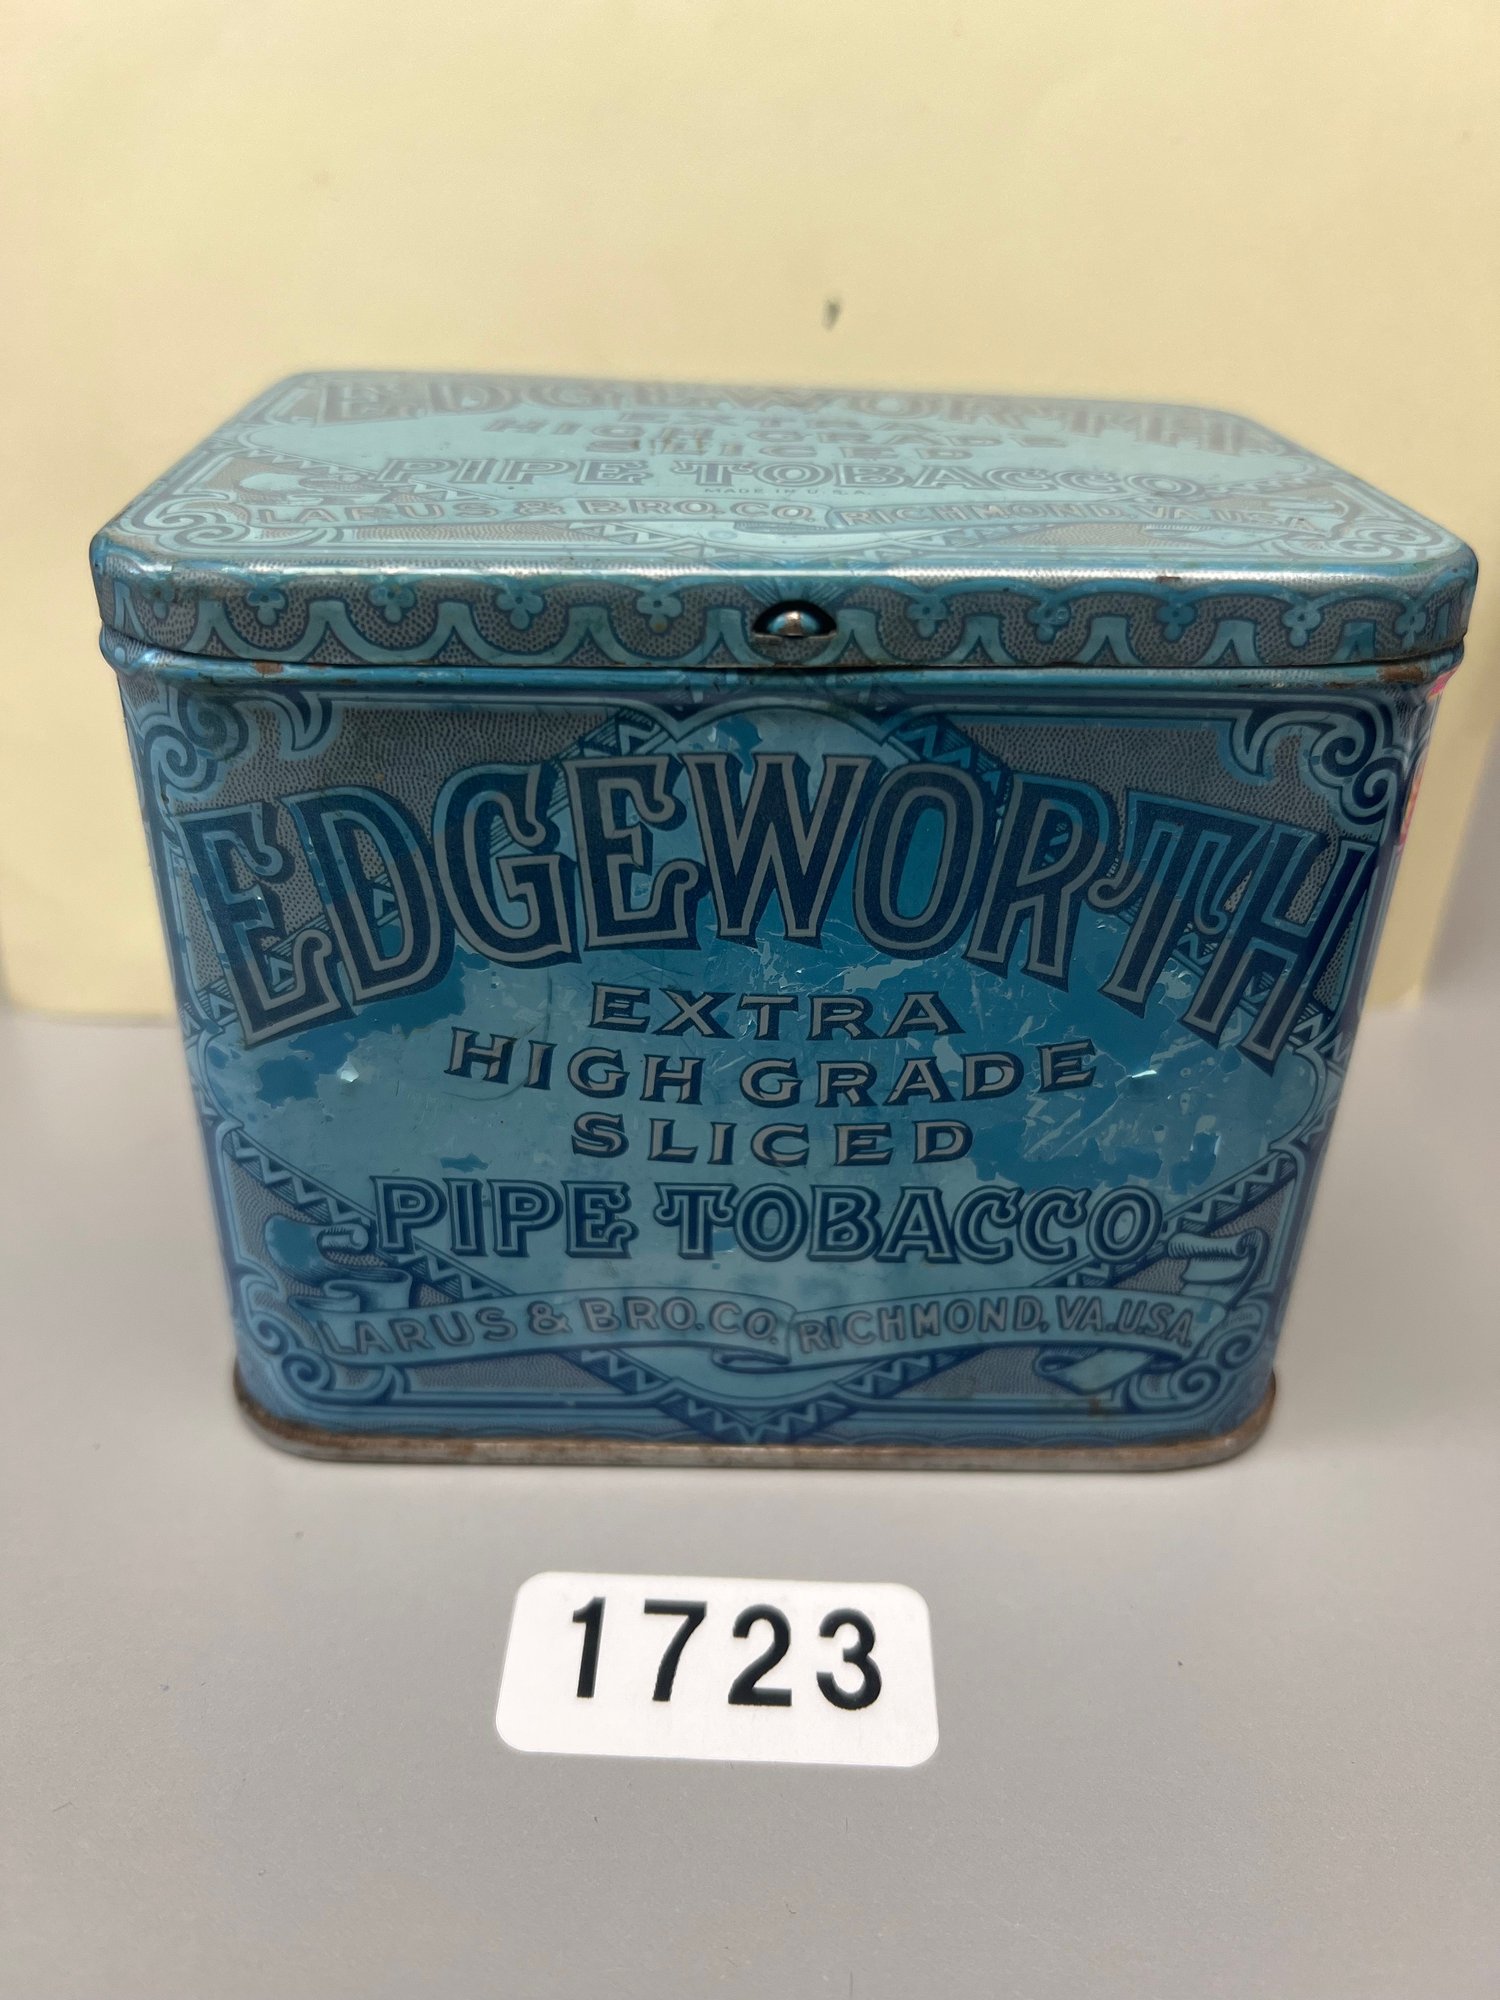 EDGEWORTH
EXTRA
HIGH GRADE
SLICED
PIPE TOBACCO
MADE IN U.S.A.
LARUS & BRO. CO. RICHMOND, VA. USA
EDGEWORTH
EXTRA
HIGH GRADE
SLICED
PIPE TOBACCO
LARUS & BRO. CO. RICHMOND, VA. U.S.A.
1723